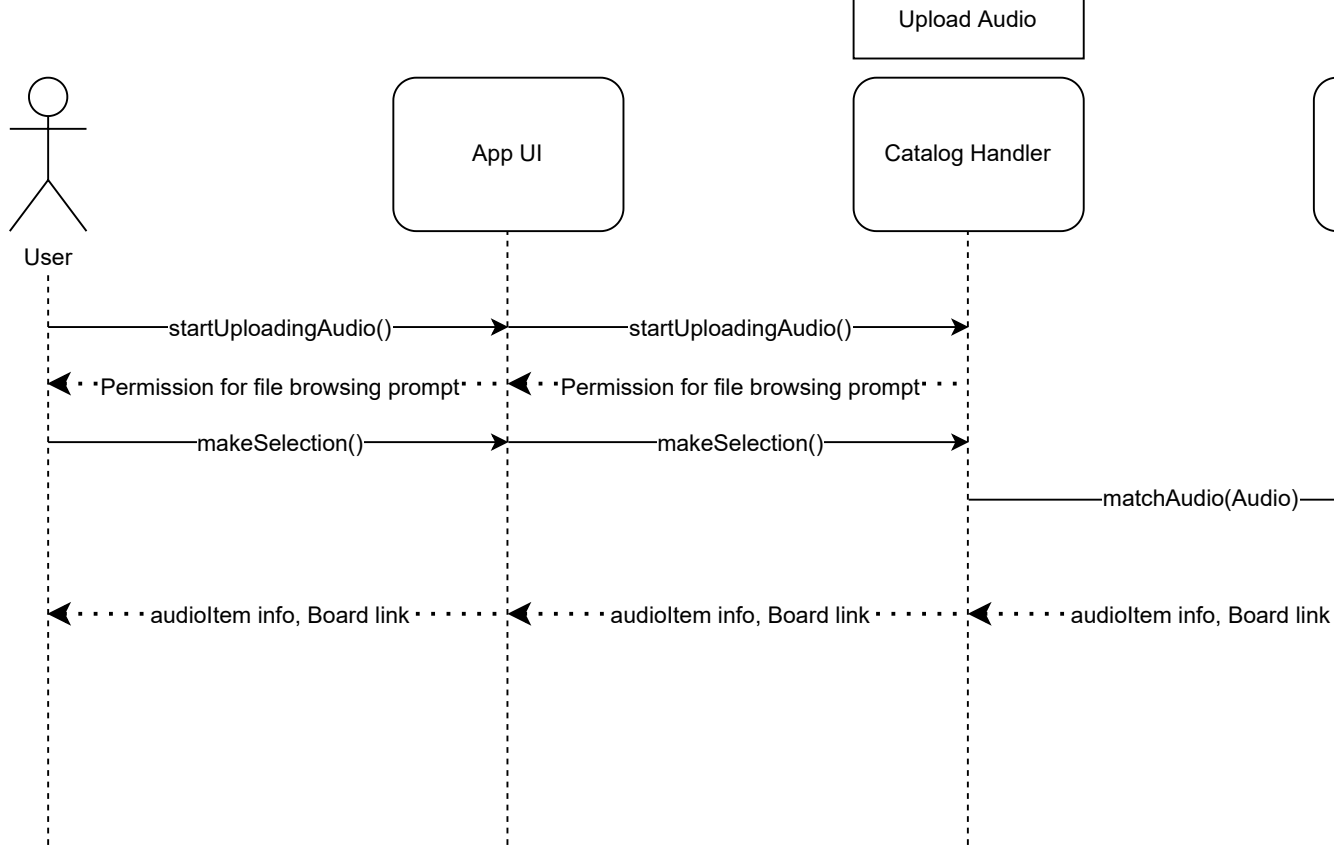 Upload Audio
App UI
Catalog Handler
User
startUploadingAudio()
startUploadingAudio()
Permission for file browsing prompt
Permission for file browsing prompt
makeSelection()
makeSelection()
matchAudio(Audio)
audioItem info, Board link
audioItem info, Board link
audioItem info, Board link